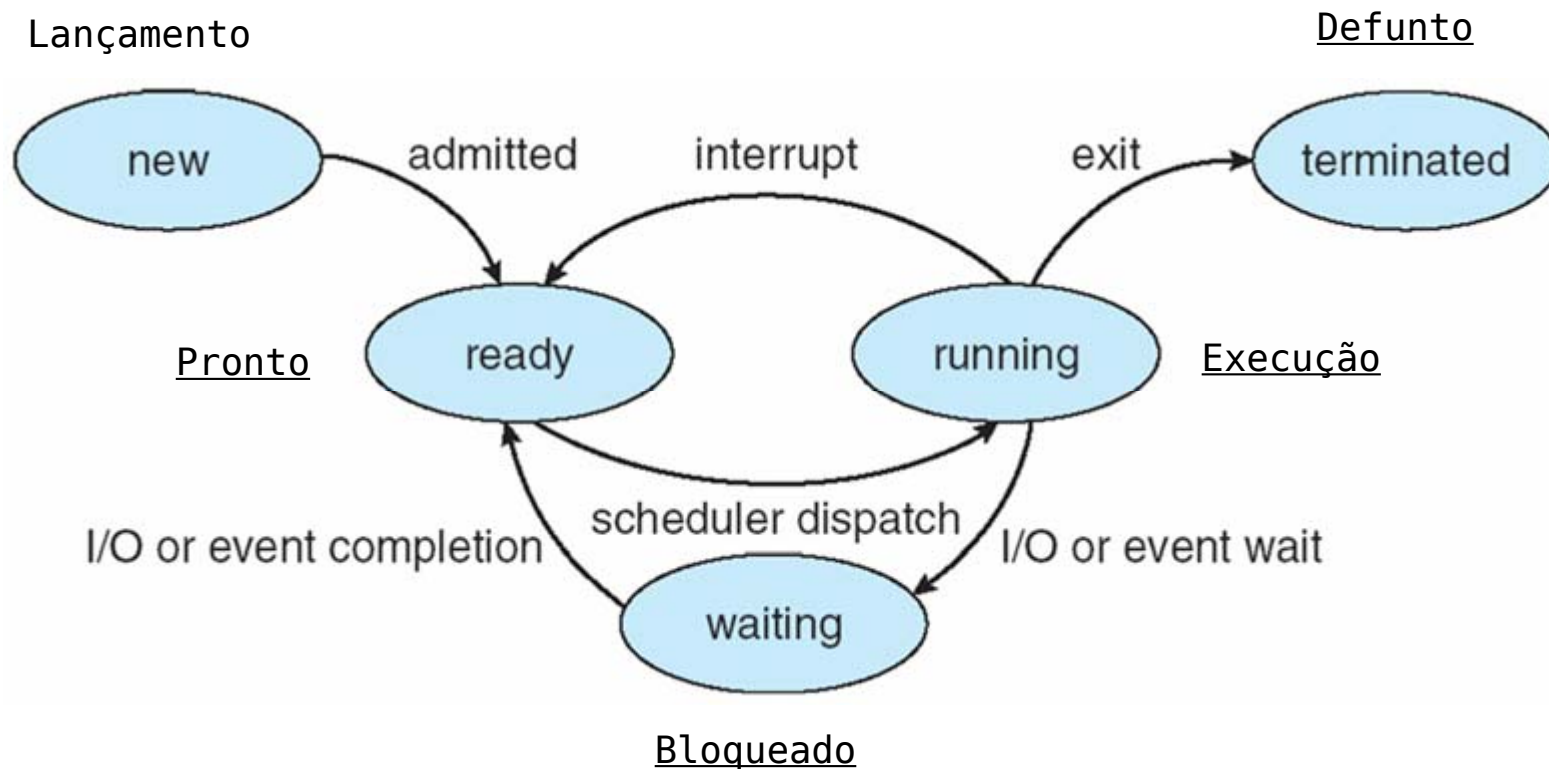 Lançamento
Defunto
new
admitted
interrupt
exit
terminated
Pronto
ready
running
Execução
scheduler dispatch
I/O or event completion
I/O or event wait
waiting
Bloqueado